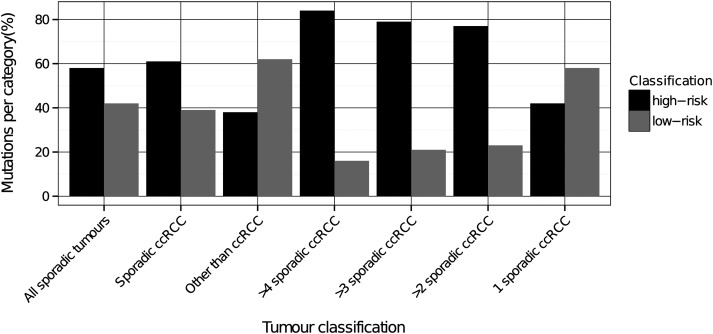 Mutations per category(%)
80
60
40
20
0
All sporadic tumours
Sporadic ccRCC
Other than ccRCC
>4 sporadic ccRCC
>3 sporadic ccRCC
>2 sporadic ccRCC
1 sporadic ccRCC
Tumour classification
Classification
high−risk
low−risk